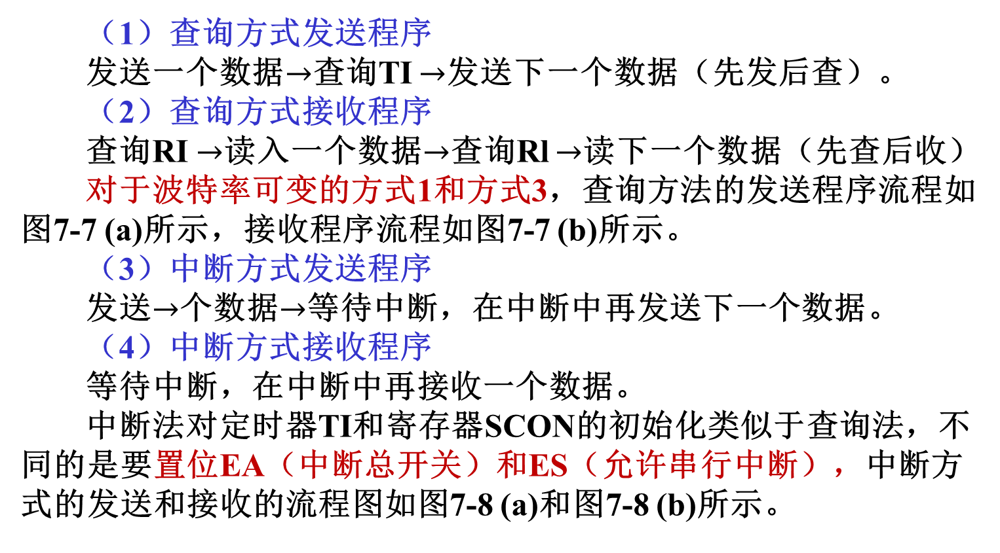 （1）查询方式发送程序
发送一个数据→查询TI →发送下一个数据（先发后查）。
（2）查询方式接收程序
查询RI →读入一个数据→查询Rl →读下一个数据（先查后收）
对于波特率可变的方式1和方式3，查询方法的发送程序流程如
图7-7 (a)所示，接收程序流程如图7-7 (b)所示。
（3）中断方式发送程序
发送→个数据→等待中断，在中断中再发送下一个数据。
（4）中断方式接收程序
等待中断，在中断中再接收一个数据。
中断法对定时器TI和寄存器SCON的初始化类似于查询法，不
同的是要置位EA（中断总开关）和ES（允许串行中断），中断方
式的发送和接收的流程图如图7-8 (a)和图7-8 (b)所示。